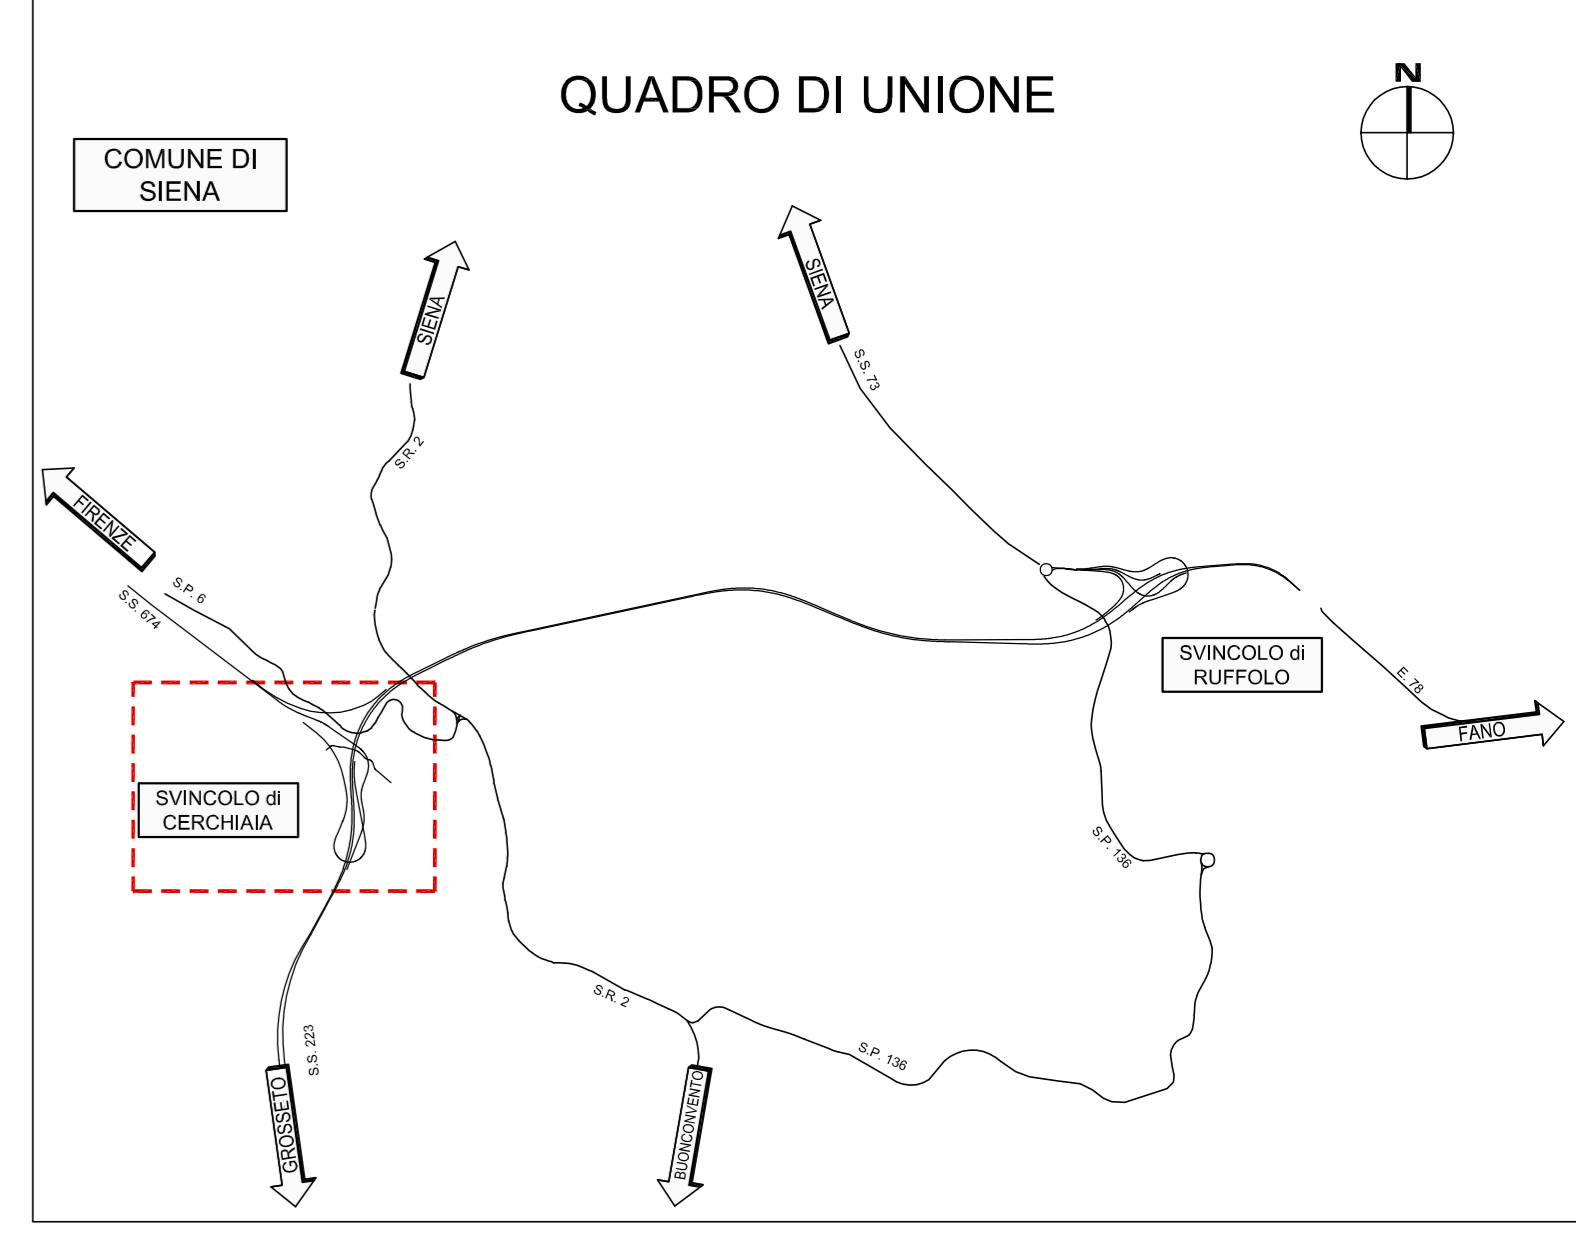 QUADRO DI UNIONE
N
COMUNE DI
SIENA
SIENA
SIENA
S.S. 73
S.R. 2
FIRENZE
S.P. 6
S.S. 674
SVINCOLO di
RUFFOLO
E. 78
FANO
SVINCOLO di
CERCHIAIA
S.P. 136
S.R. 2
S.S. 223
S.P. 136
GROSSETO
BUONCONVENTO